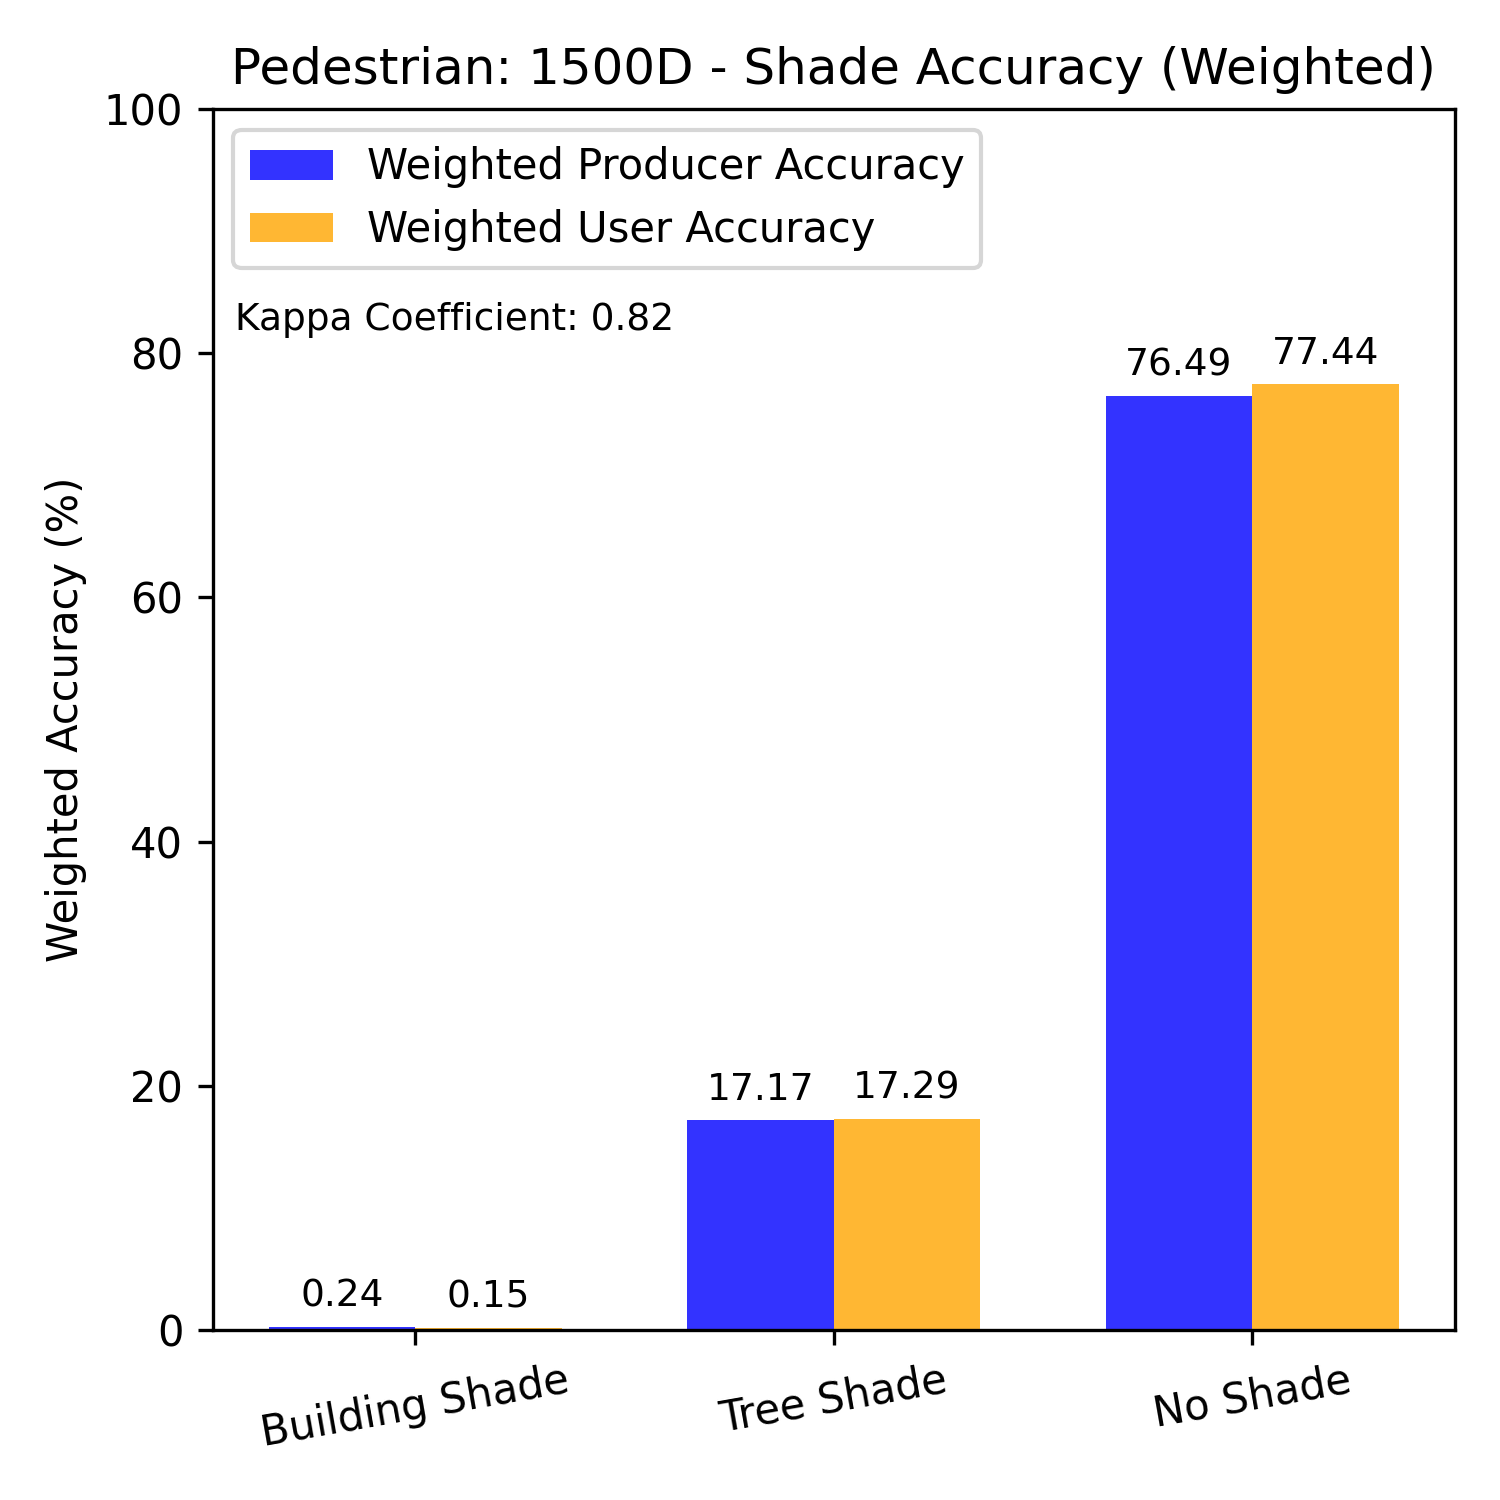 Pedestrian: 1500D - Shade Accuracy (Weighted)
100
80
60
40
20
0
Weighted Accuracy (%)
Weighted Producer Accuracy
Weighted User Accuracy
Kappa Coefficient: 0.82
0.24
0.15
17.17
17.29
76.49
77.44
Building Shade
Tree Shade
No Shade